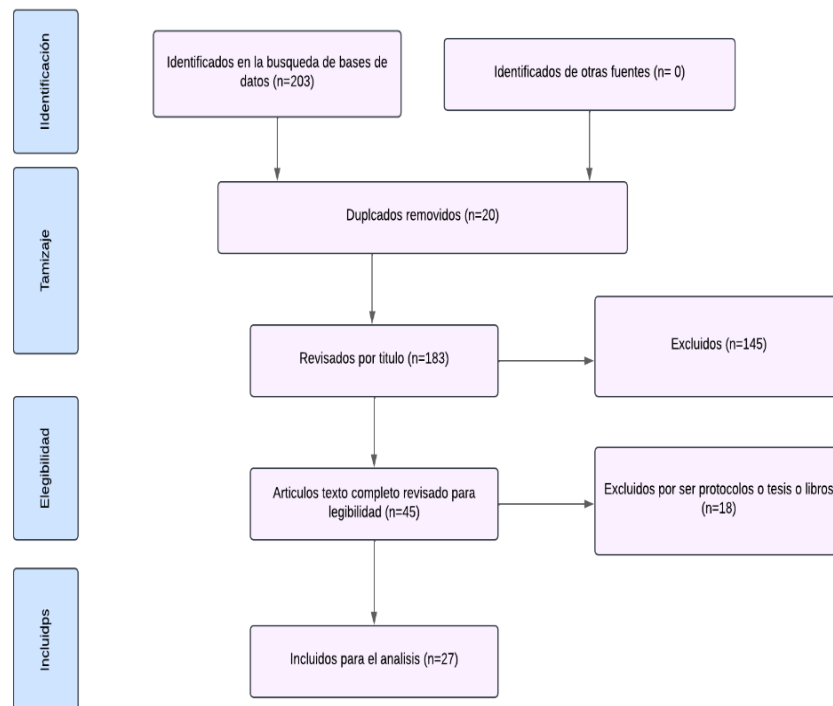 IIdentificación
Identificados en la busqueda de bases de
datos (n=203)
Identificados de otras fuentes (n= 0)
Tamizaje
Duplcados removidos (n=20)
Revisados por titulo (n=183)
Excluidos (n=145)
Elegibilidad
Articulos texto completo revisado para
legibilidad (n=45)
Excluidos por ser protocolos o tesis o libros
(n=18)
Incluidps
Incluidos para el analisis (n=27)